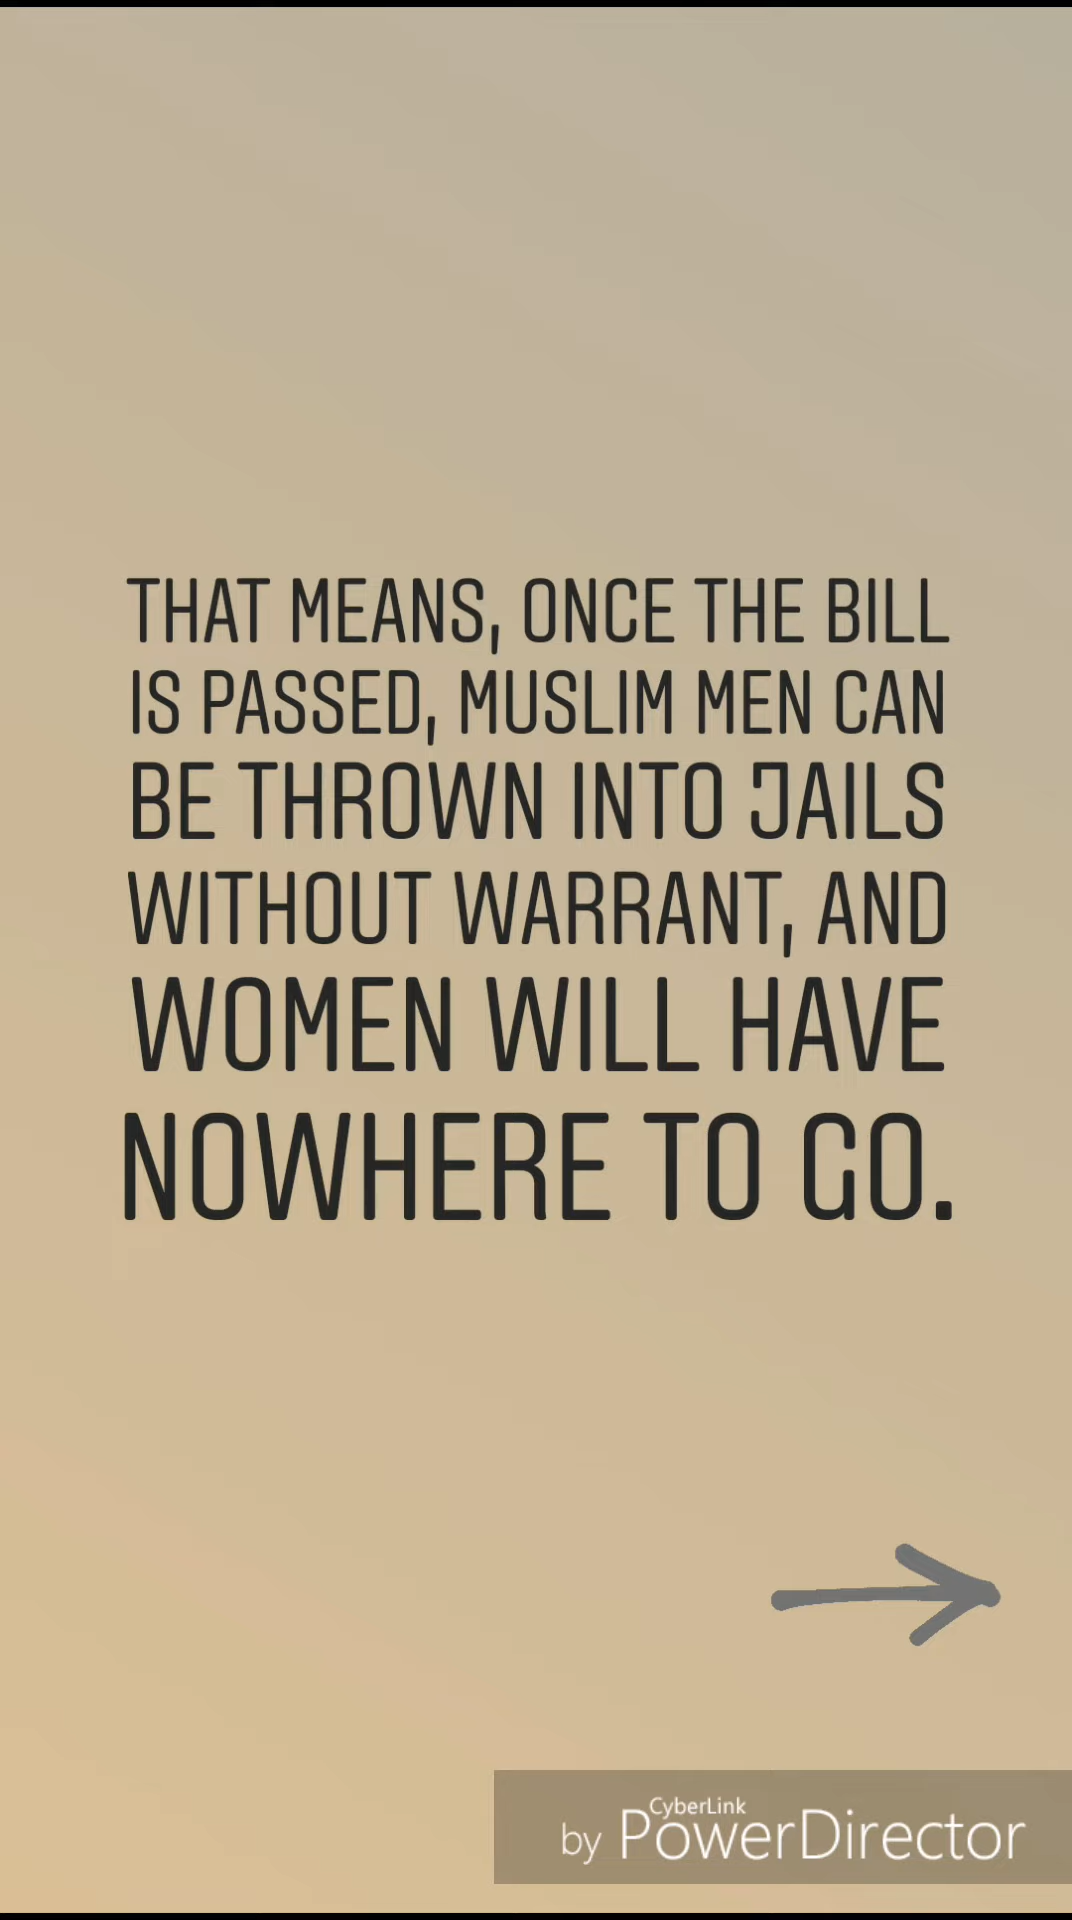 THAT MEANS, ONCE THE BILL
IS PASSED, MUSLIM MEN CAN
BE THROWN INTO JAILS
WITHOUT WARRANT, AND
WOMEN WILL HAVE
NOWHERE TO GO.
by CyberLink PowerDirector